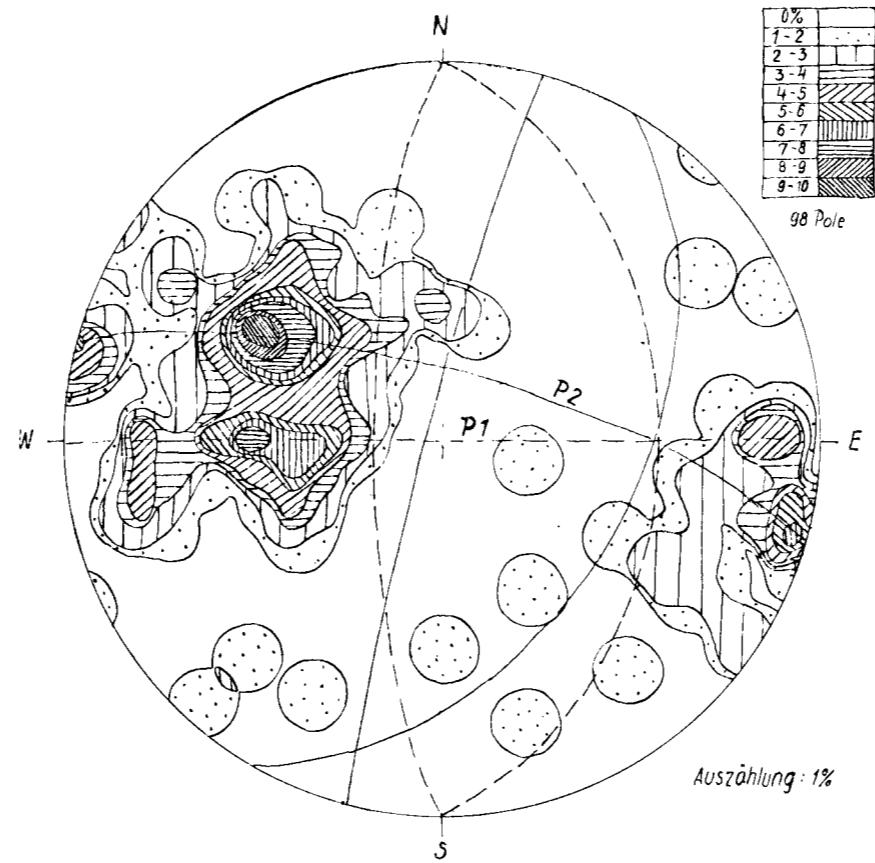 N
0%
1-2
2-3
3-4
4-5
5-6
6-7
7-8
8-9
9-10
98 Pole
W
P1
P2
E
Auszählung: 1%
S